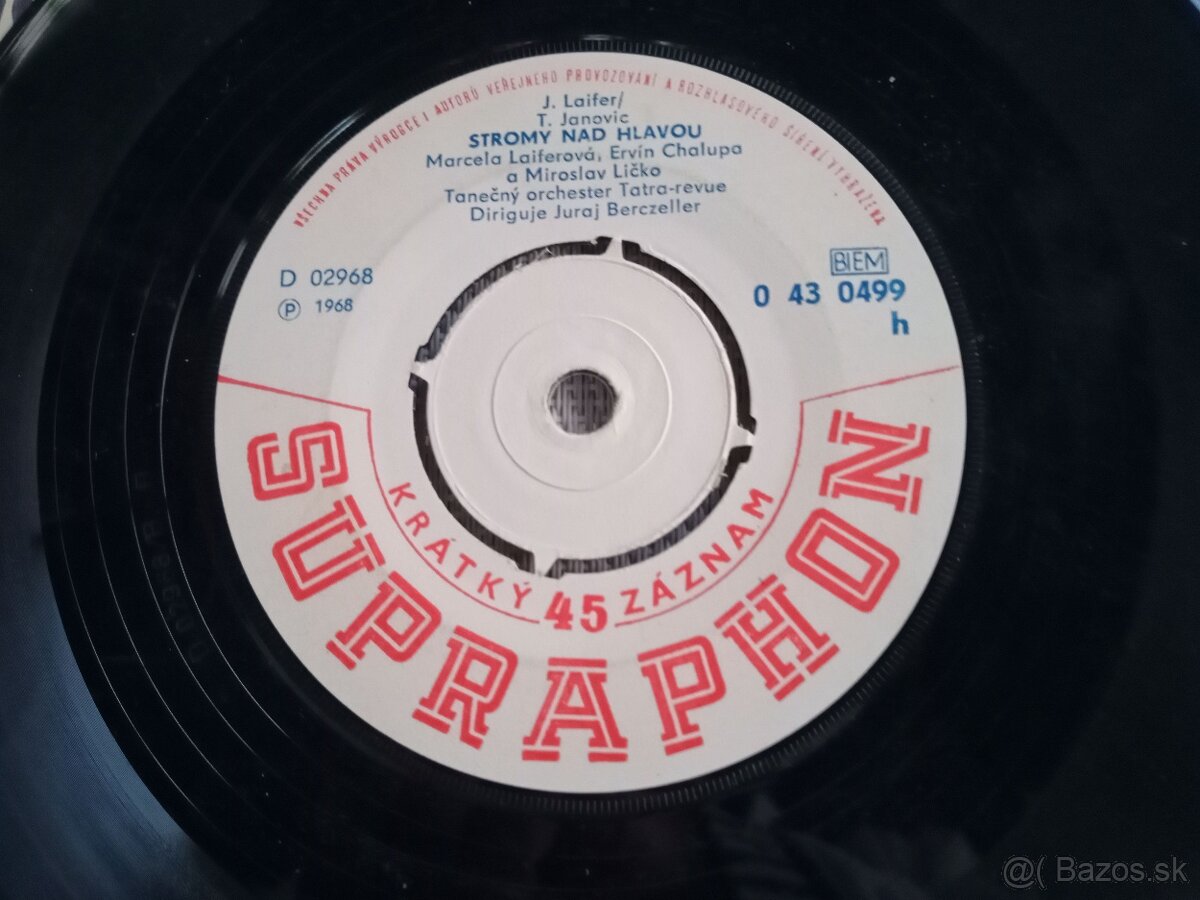 VŠECHNA PRÁVA VÝROBCE I AUTORŮ VEŘEJNÉHO PROVOZOVÁNÍ A ROZHLASOVÉHO ŠÍŘENÍ VYHRAŽENA
J. Laifer/
T. Janovic
STROMY NAD HLAVOU
Marcela Laiferová, Ervín Chalupa
a Miroslav Ličko
Tanečný orchester Tatra-revue
Diriguje Juraj Berczeller
D 02968
Ⓟ 1968
BIEM
0 43 0499
h
KRÁTKÝ 45 ZÁZNAM
SUPRAPHON
@( Bazos.sk